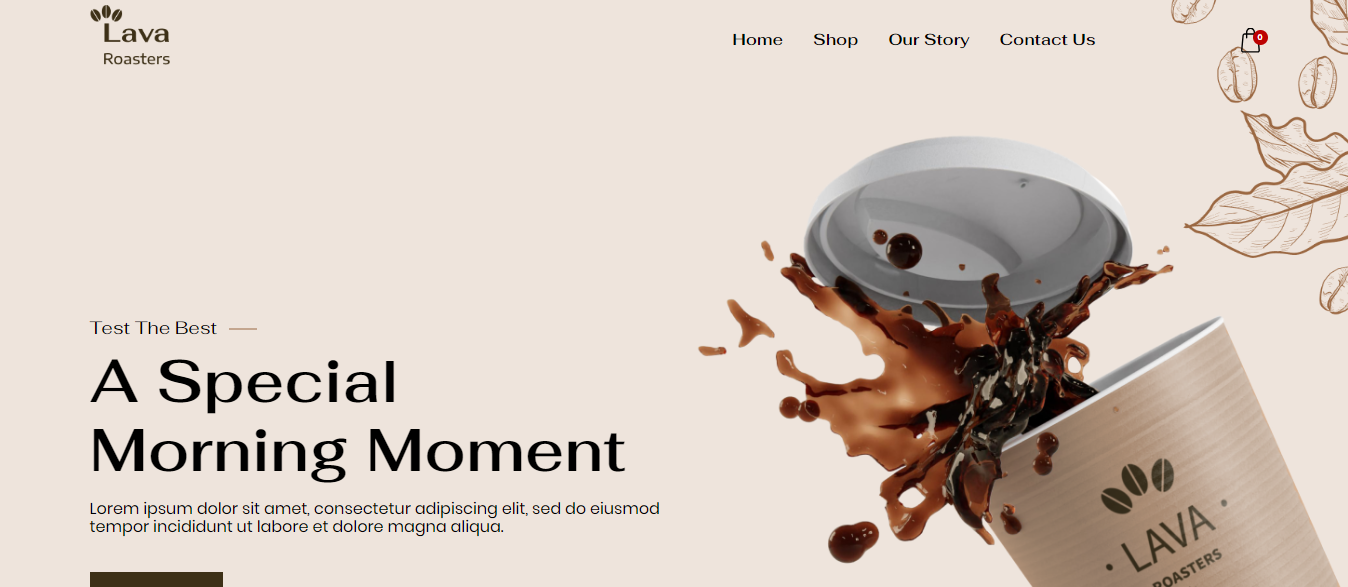 Lava
Roasters
Home Shop Our Story Contact Us
0
Test The Best
A Special
Morning Moment
Lorem ipsum dolor sit amet, consectetur adipiscing elit, sed do eiusmod
tempor incididunt ut labore et dolore magna aliqua.
LAVA
ROASTERS